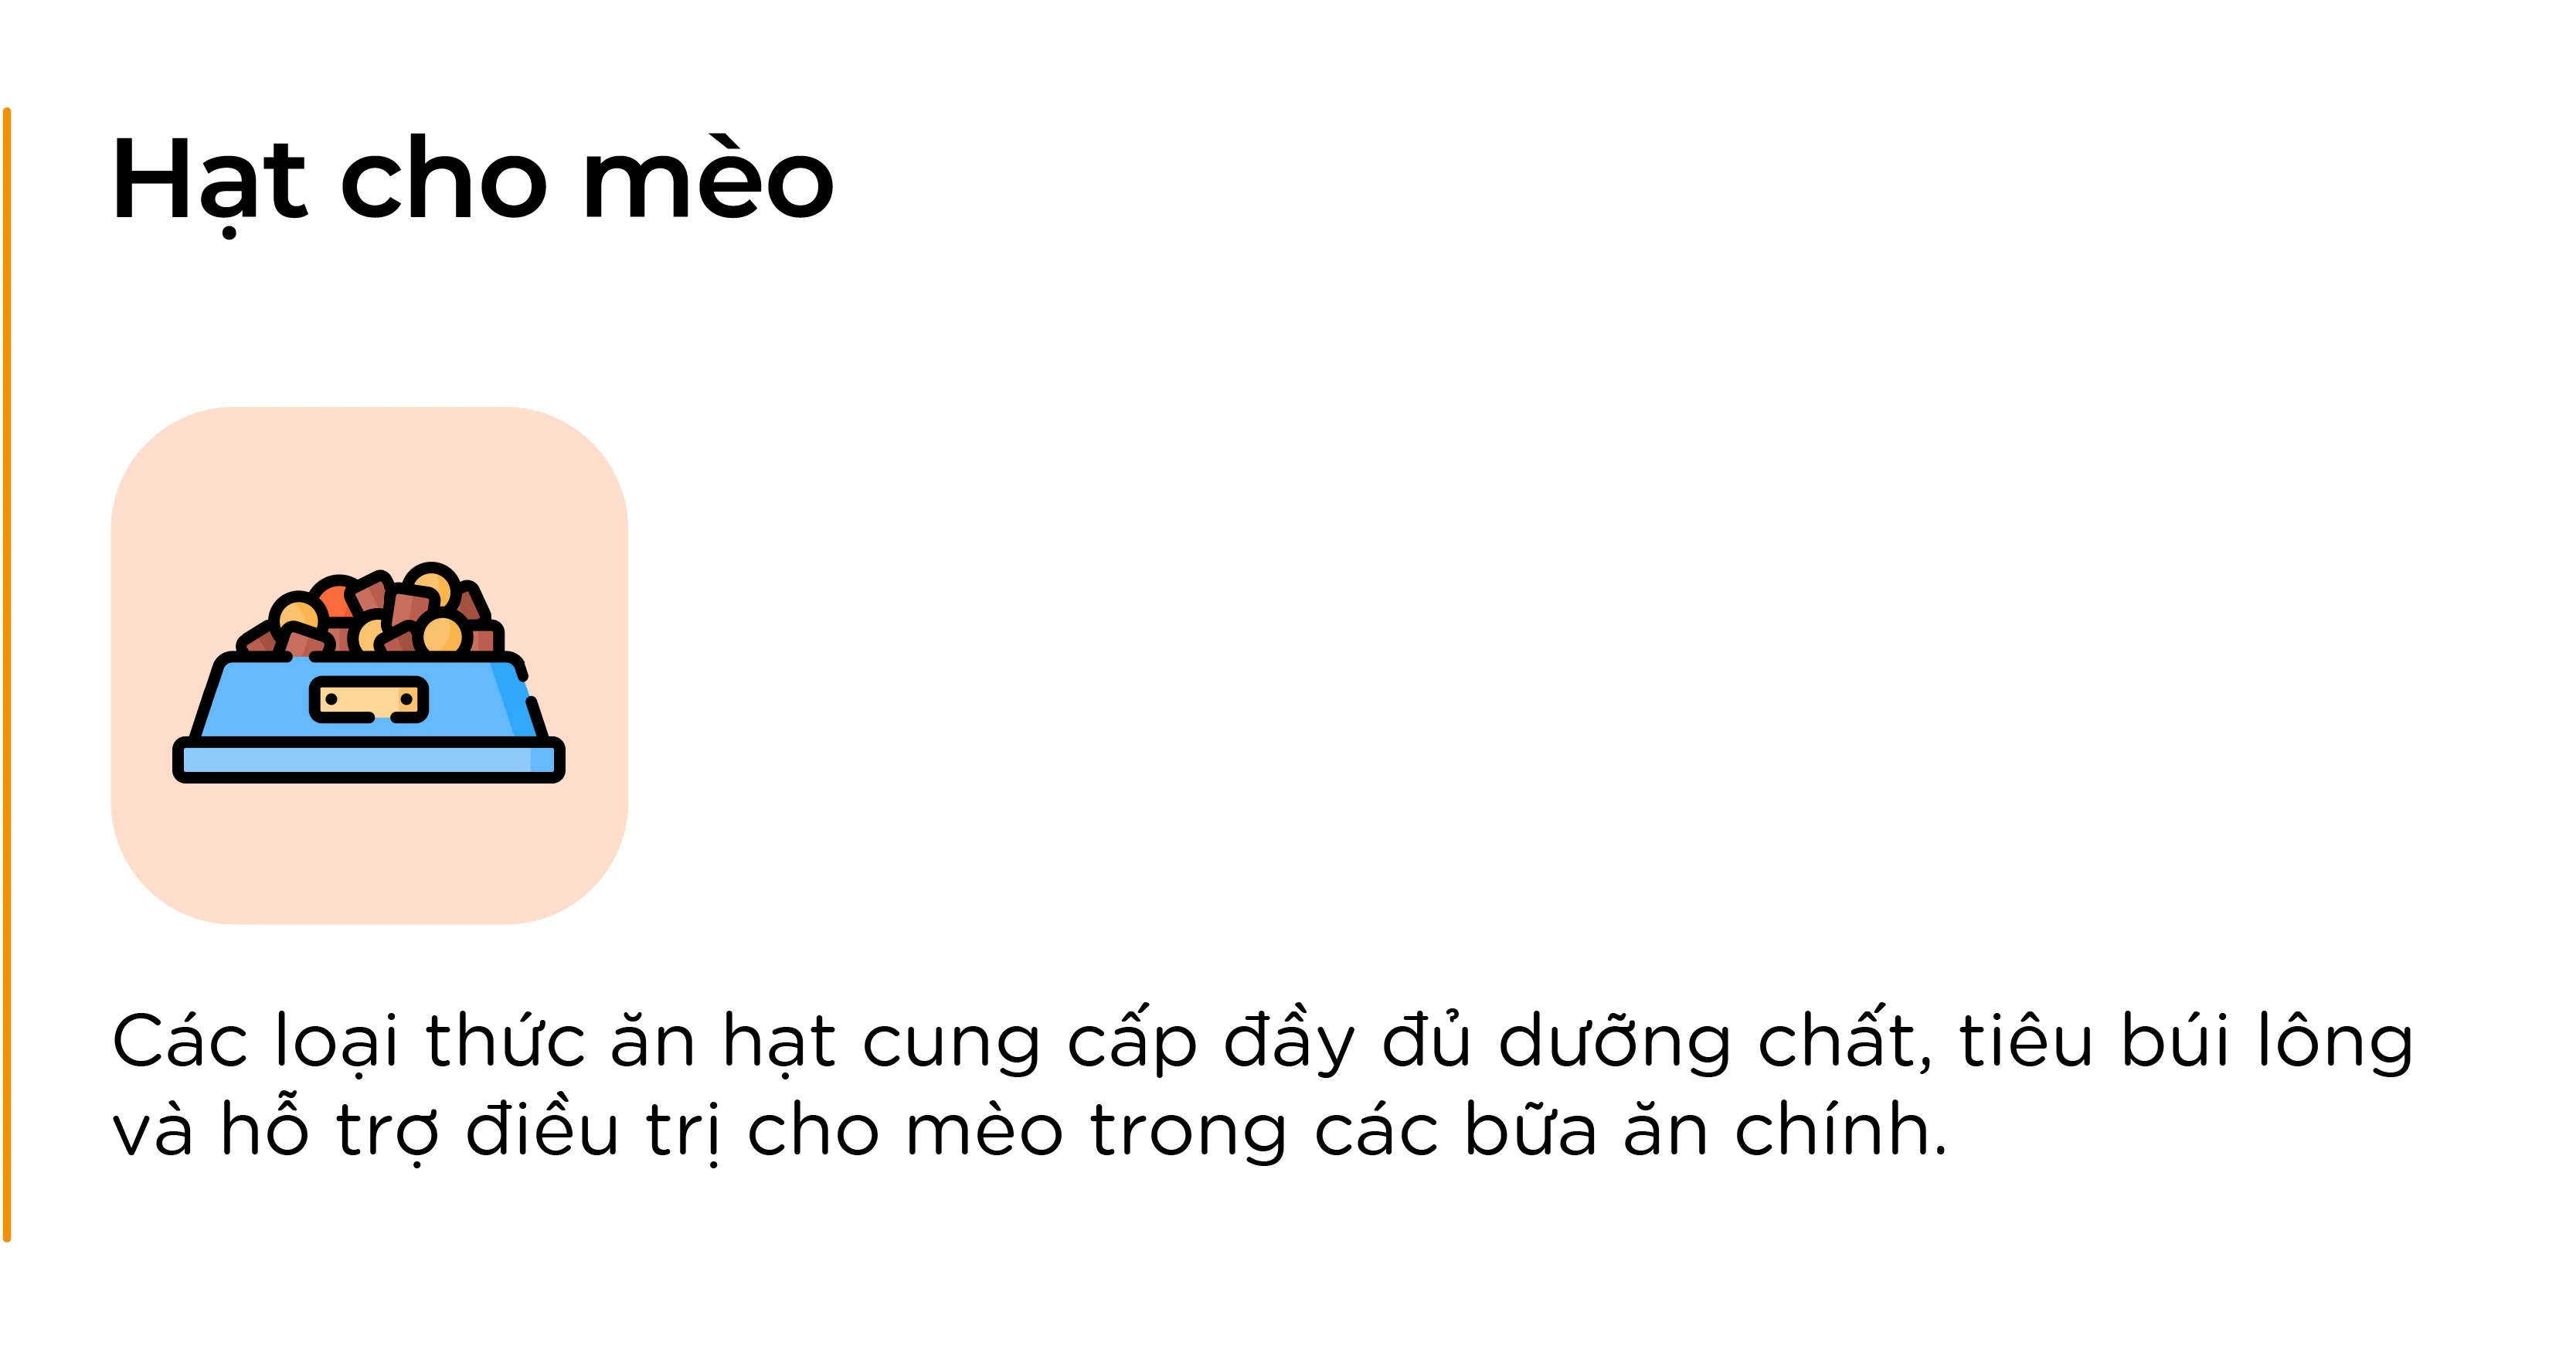 Hạt cho mèo
Các loại thức ăn hạt cung cấp đầy đủ dưỡng chất, tiêu búi lông
và hỗ trợ điều trị cho mèo trong các bữa ăn chính.